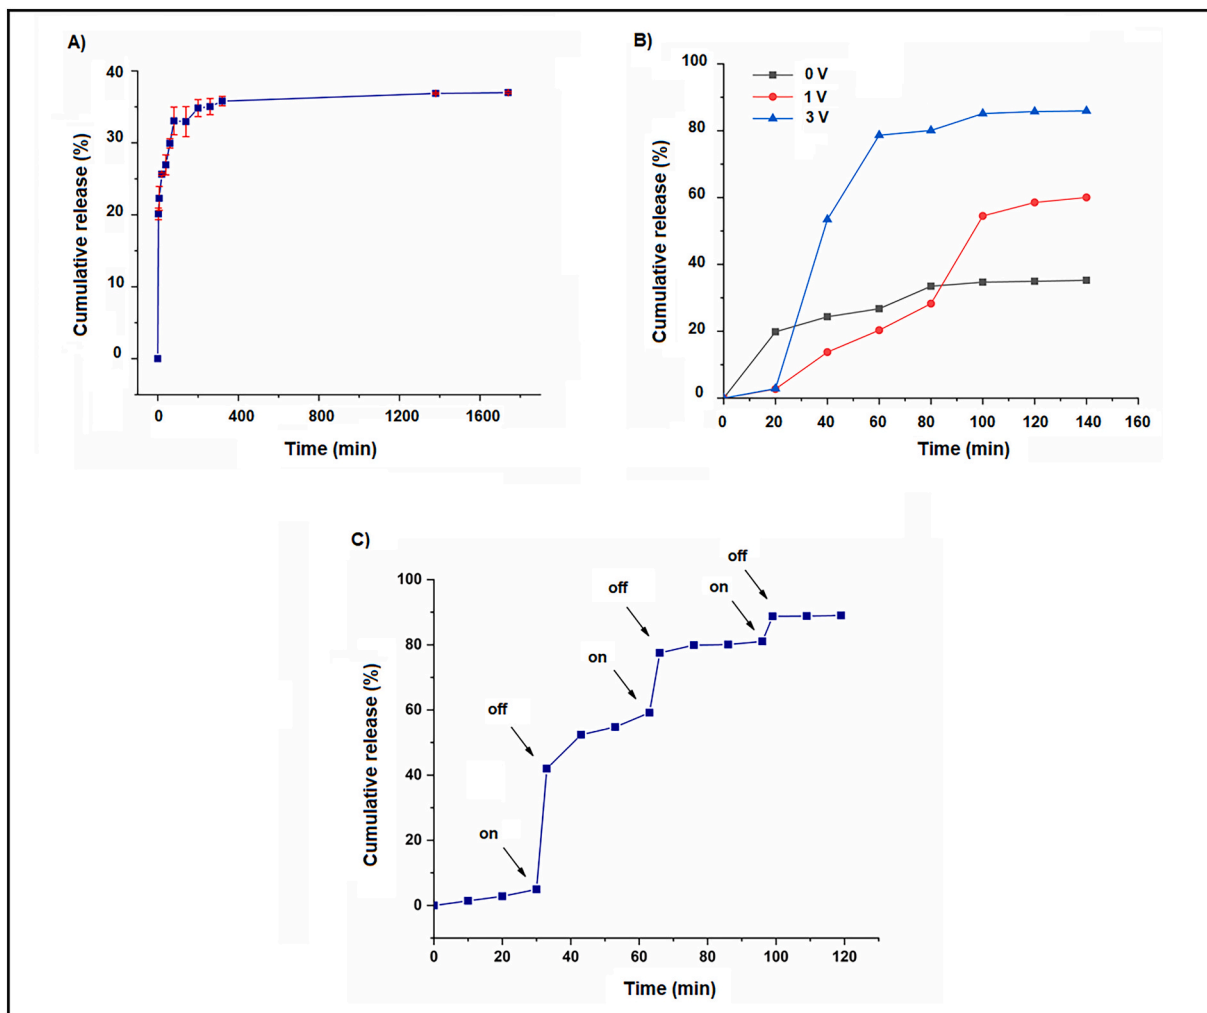 A)
40
30
20
10
0
Cumulative release (%)
0 400 800 1200 1600
Time (min)
B)
100
80
60
40
20
0
Cumulative release (%)
0 V
1 V
3 V
0 20 40 60 80 100 120 140 160
Time (min)
C)
100
80
60
40
20
0
Cumulative release (%)
on
off
on
off
on
off
0 20 40 60 80 100 120
Time (min)